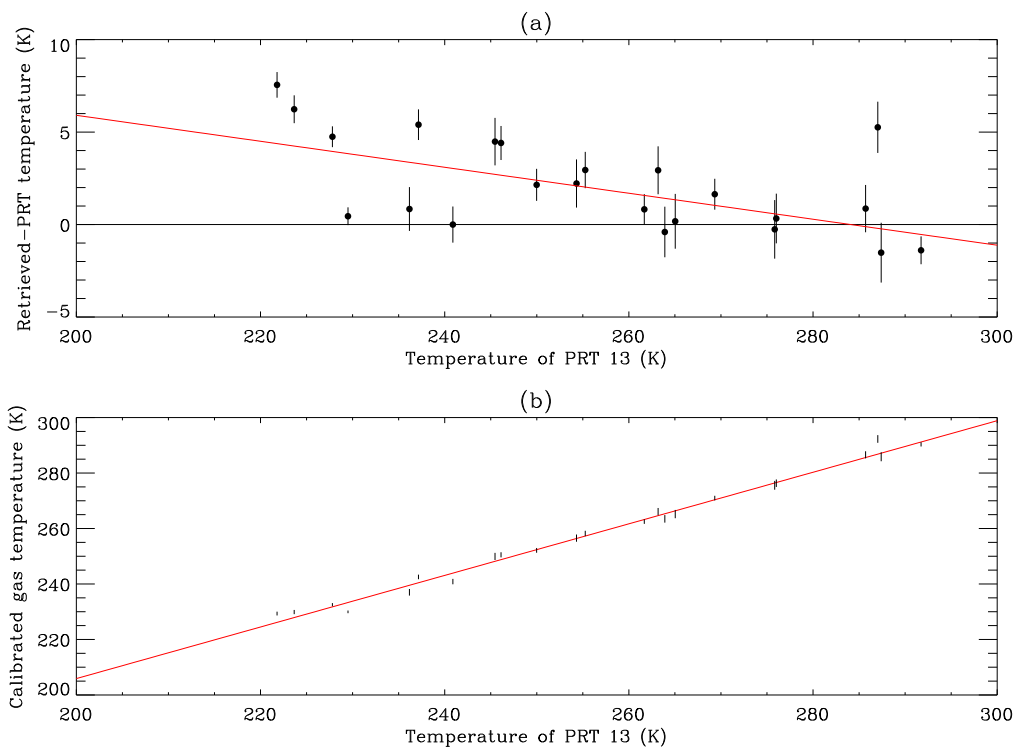 (a)
Retrieved-PRT temperature (K)
10
5
0
-5
200 220 240 260 280 300
Temperature of PRT 13 (K)
(b)
Calibrated gas temperature (K)
300
280
260
240
220
200
200 220 240 260 280 300
Temperature of PRT 13 (K)